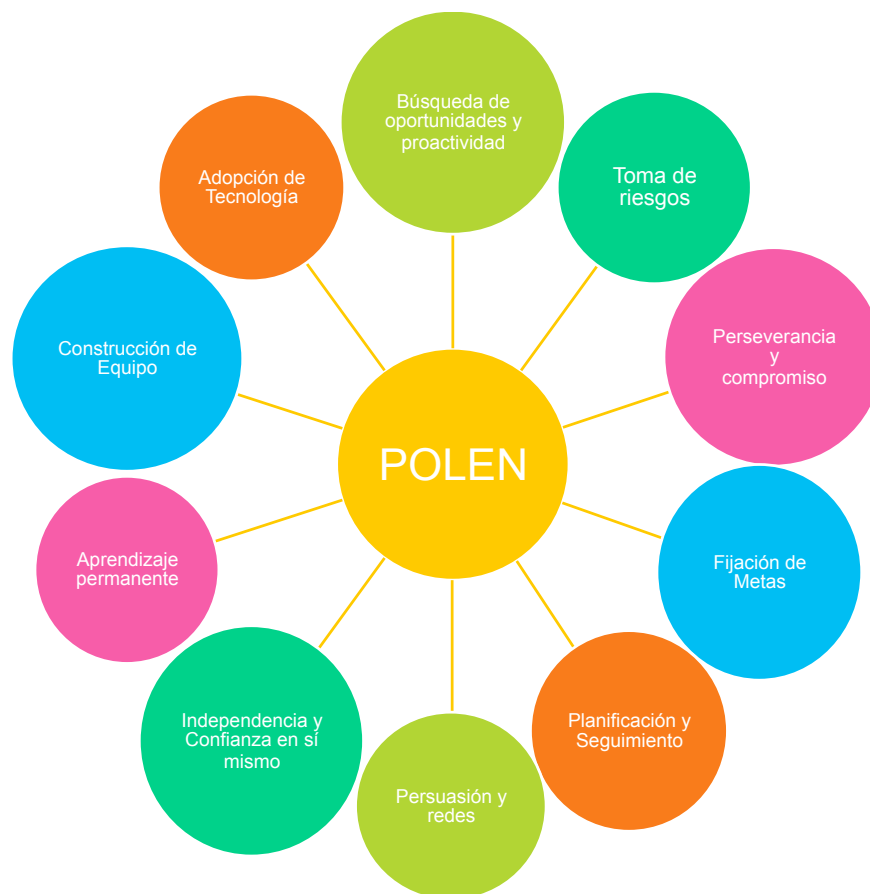 Búsqueda de
oportunidades y
proactividad
Toma de
riesgos
Perseverancia
y
compromiso
Fijación de
Metas
Planificación y
Seguimiento
Persuasión y
redes
Independencia y
Confianza en sí
mismo
Aprendizaje
permanente
Construcción de
Equipo
Adopción de
Tecnología
POLEN